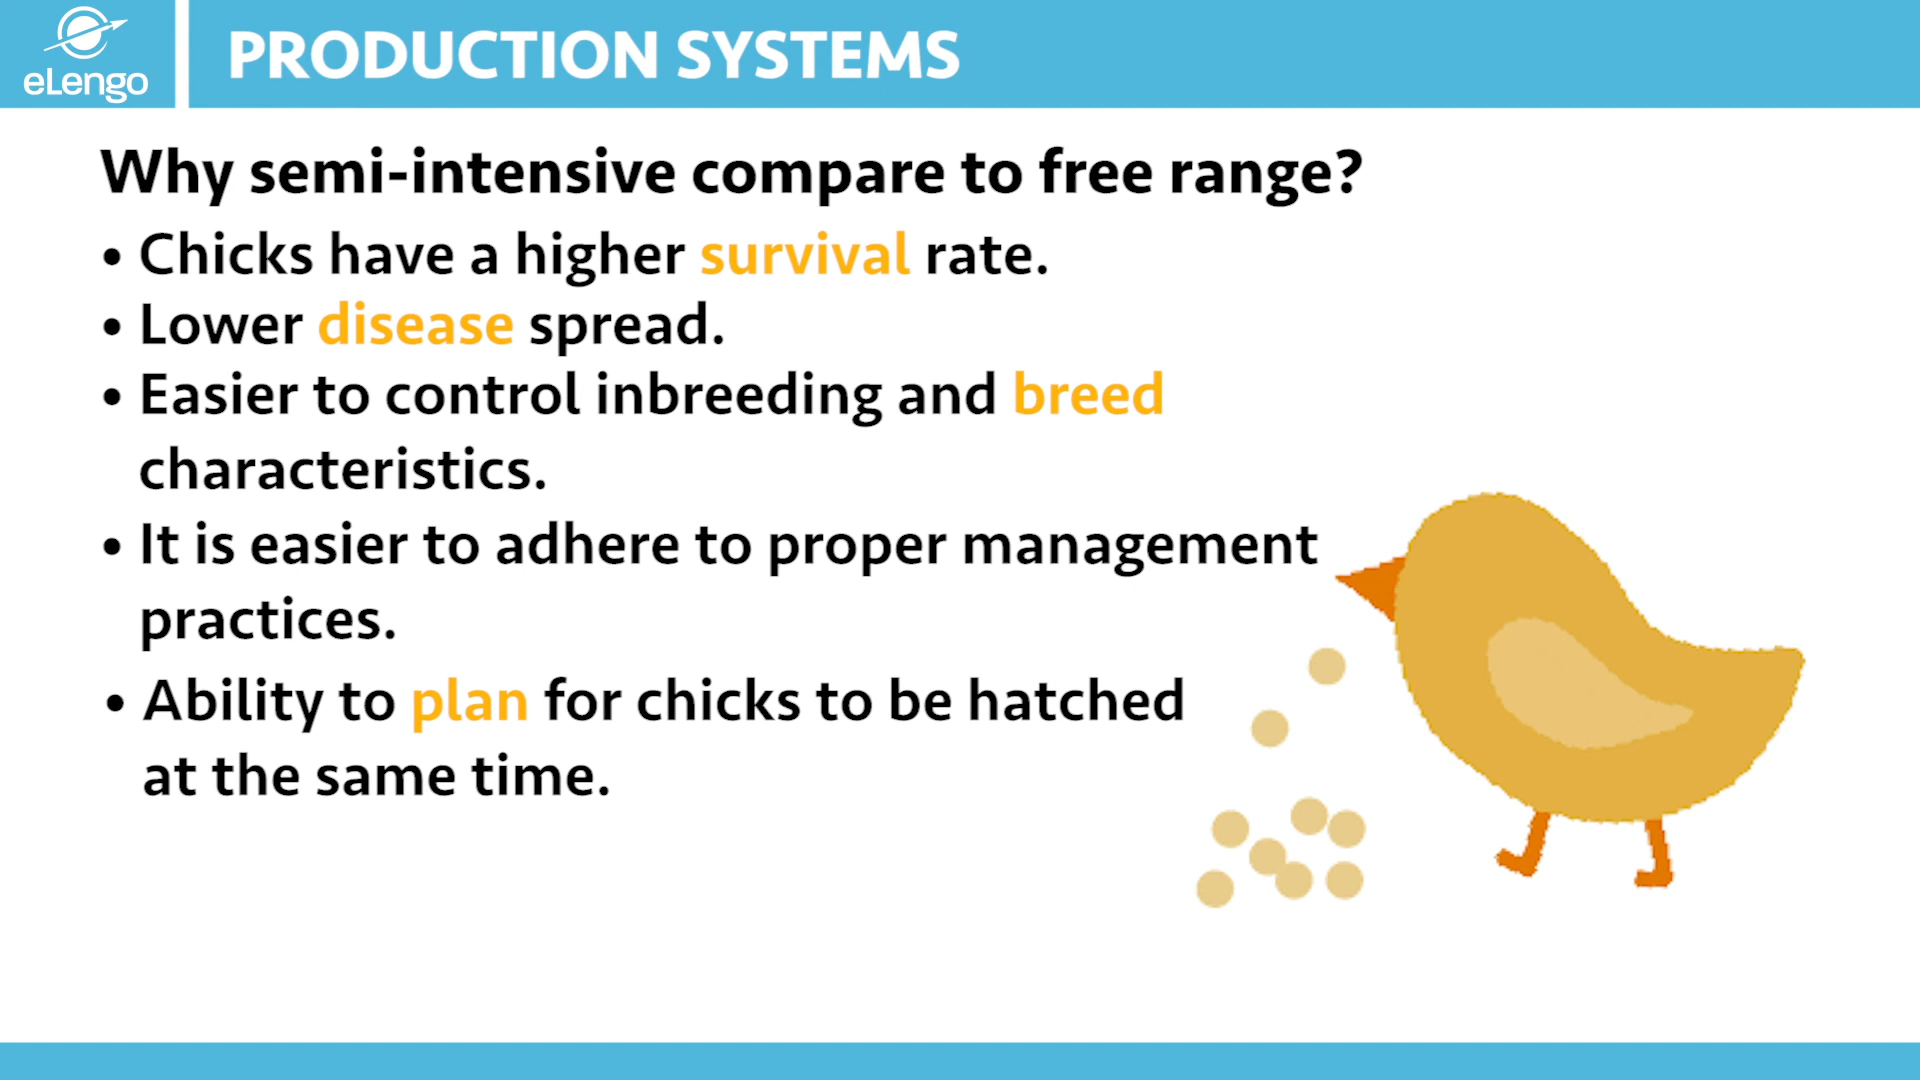 eLengo
PRODUCTION SYSTEMS
Why semi-intensive compare to free range?
• Chicks have a higher survival rate.
• Lower disease spread.
• Easier to control inbreeding and breed
characteristics.
• It is easier to adhere to proper management
practices.
• Ability to plan for chicks to be hatched
at the same time.